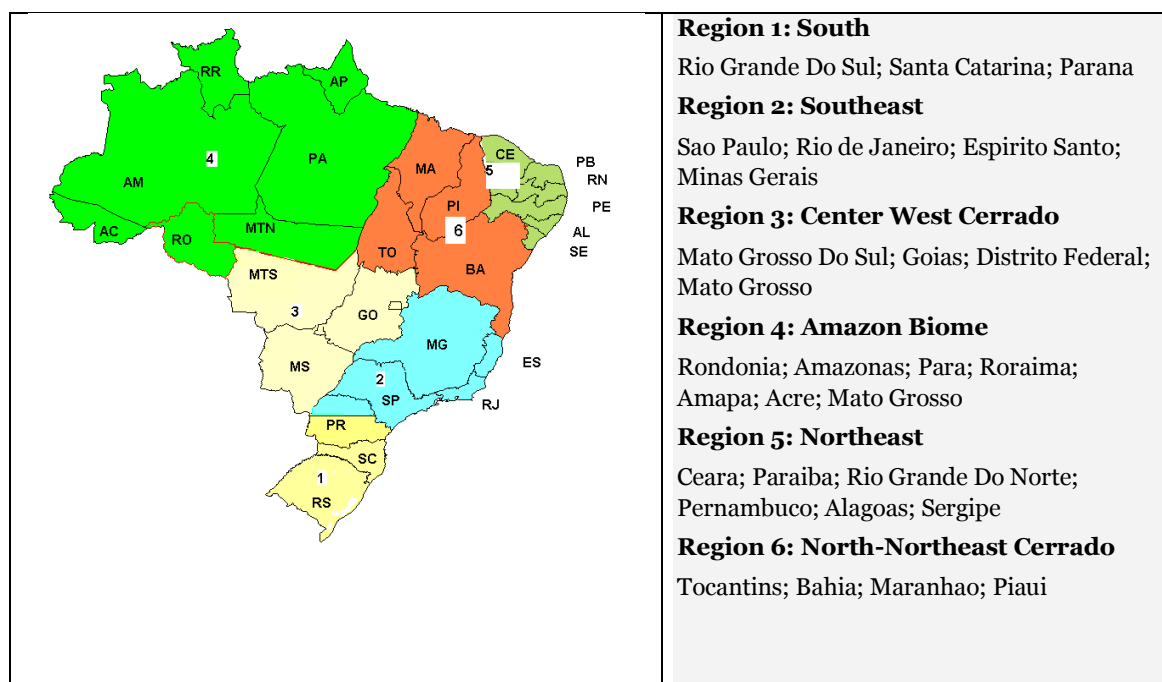 RR
AP
4
PA
AM
AC
RO
MTN
MA
CE
5
PB
RN
PI
PE
6
AL
SE
TO
BA
MTS
3
GO
MG
MS
ES
2
SP
RJ
PR
SC
1
RS
Region 1: South
Rio Grande Do Sul; Santa Catarina; Parana
Region 2: Southeast
Sao Paulo; Rio de Janeiro; Espirito Santo;
Minas Gerais
Region 3: Center West Cerrado
Mato Grosso Do Sul; Goias; Distrito Federal;
Mato Grosso
Region 4: Amazon Biome
Rondonia; Amazonas; Para; Roraima;
Amapa; Acre; Mato Grosso
Region 5: Northeast
Ceara; Paraiba; Rio Grande Do Norte;
Pernambuco; Alagoas; Sergipe
Region 6: North-Northeast Cerrado
Tocantins; Bahia; Maranhao; Piaui